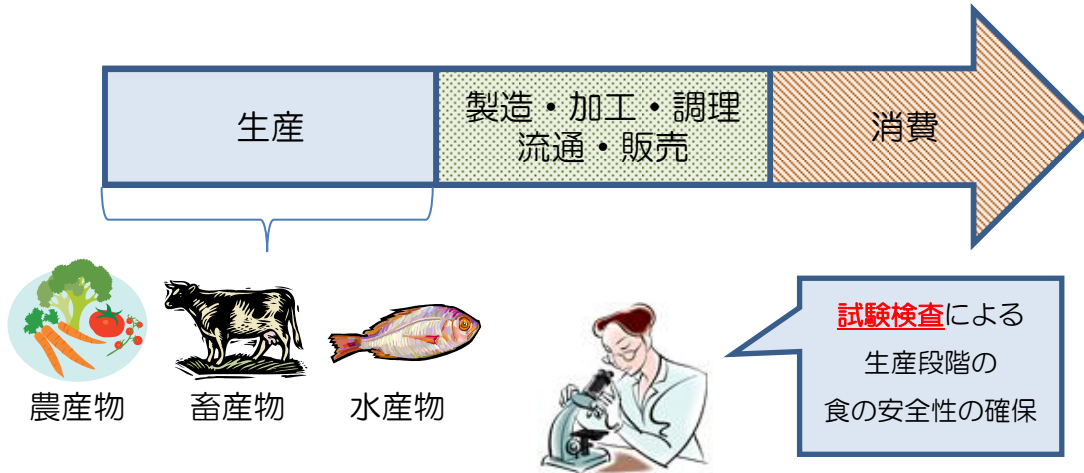 生産
製造・加工・調理
流通・販売
消費
農産物
畜産物
水産物
試験検査による
生産段階の
食の安全性の確保